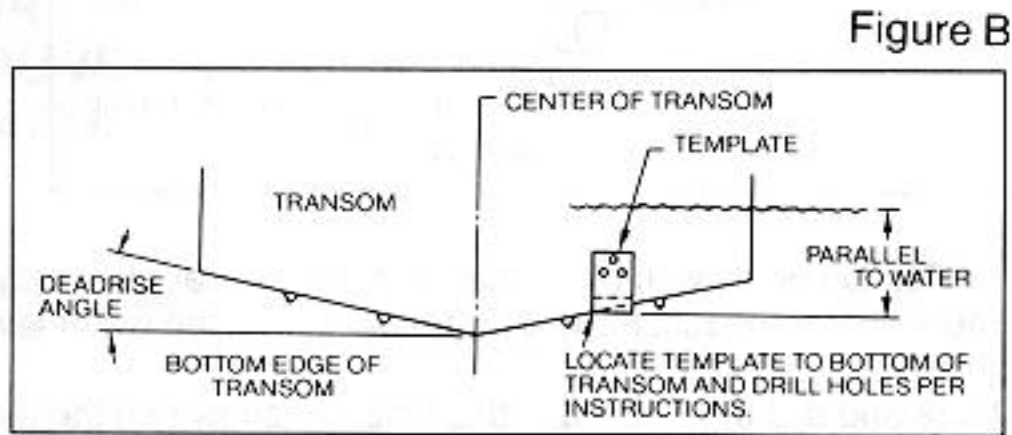 Figure B
CENTER OF TRANSOM
TEMPLATE
TRANSOM
PARALLEL
TO WATER
DEADRISE
ANGLE
BOTTOM EDGE OF
TRANSOM
LOCATE TEMPLATE TO BOTTOM OF
TRANSOM AND DRILL HOLES PER
INSTRUCTIONS.